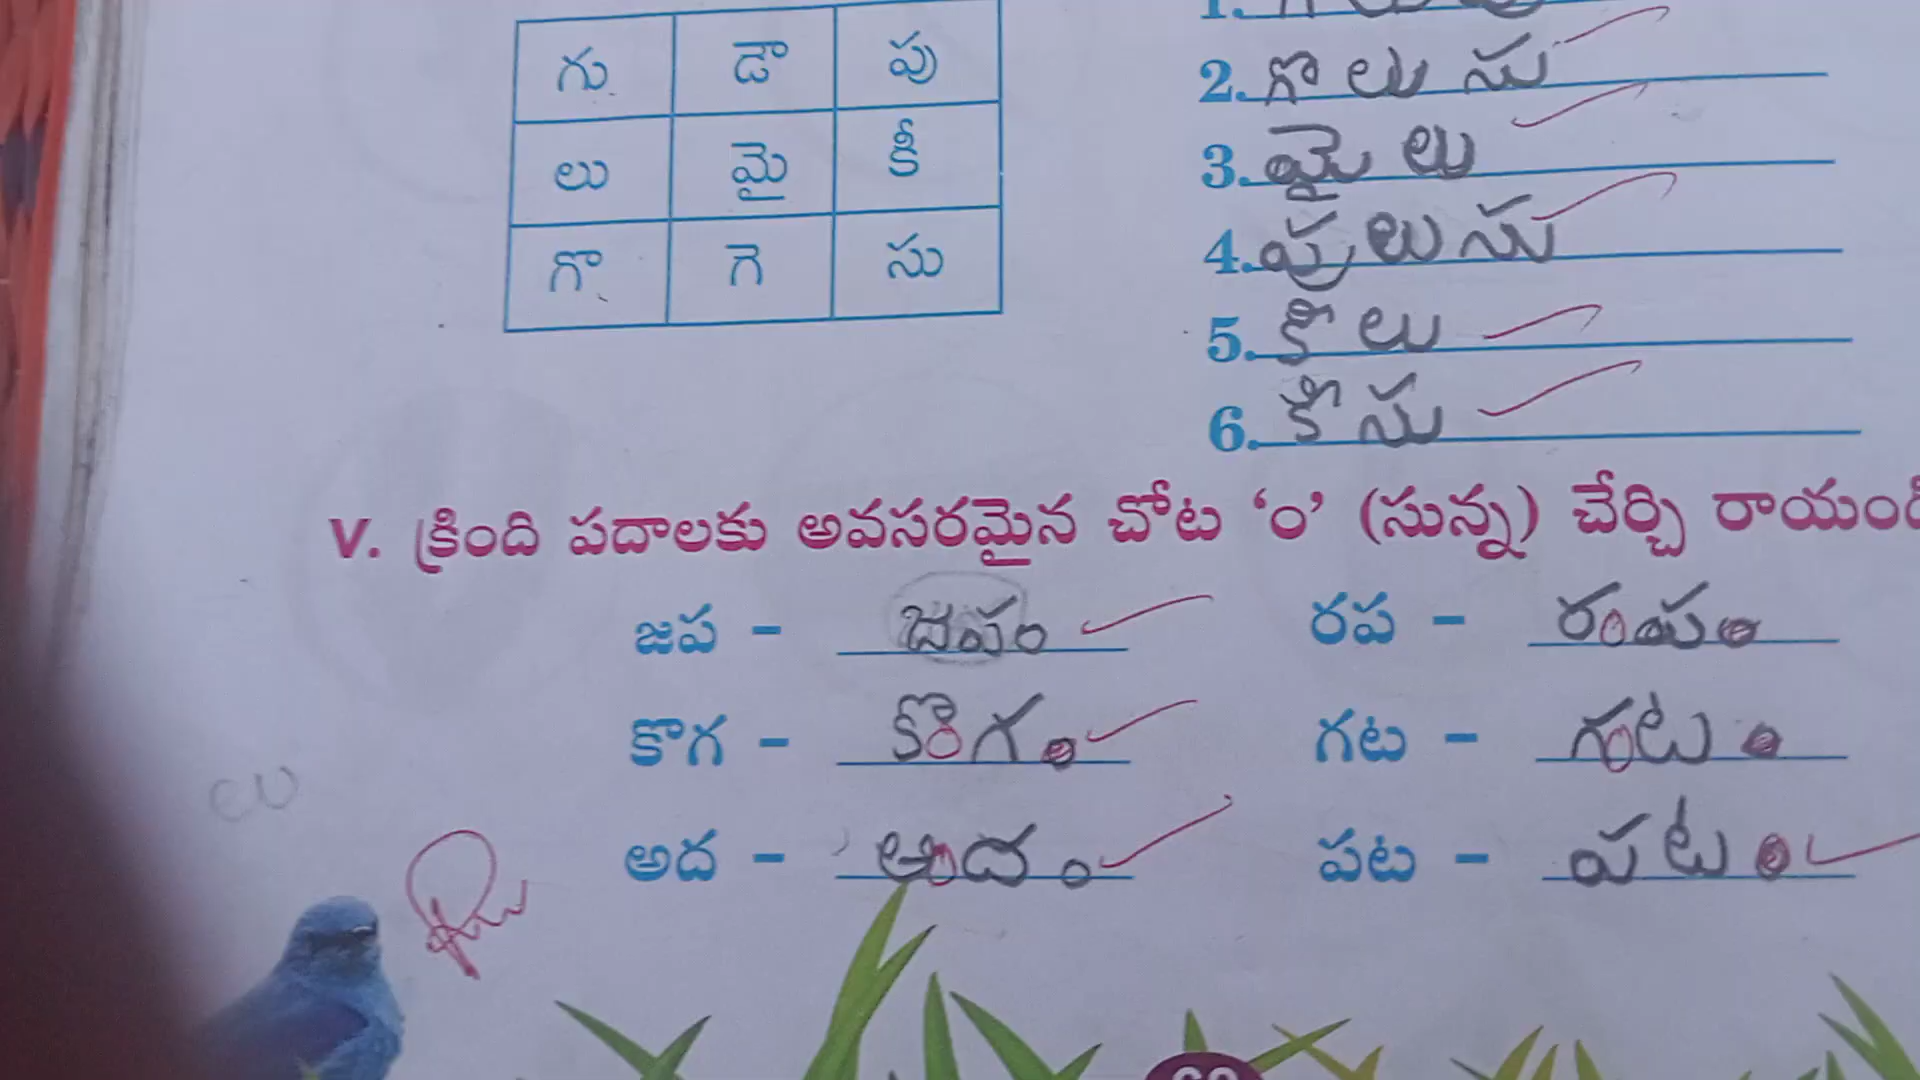 గు డౌ పు
లు మై కీ
గొ గె సు
2. గొలుసు
3. మైలు
4. పులుసు
5. కొలు
6. కొసు
V. క్రింది పదాలకు అవసరమైన చోట ‘ం’ (సున్న) చేర్చి రాయండి
జప - జపం రప - రంపం
కొగ - కొంగ గట - గంట
అద - అందం పట - పటం